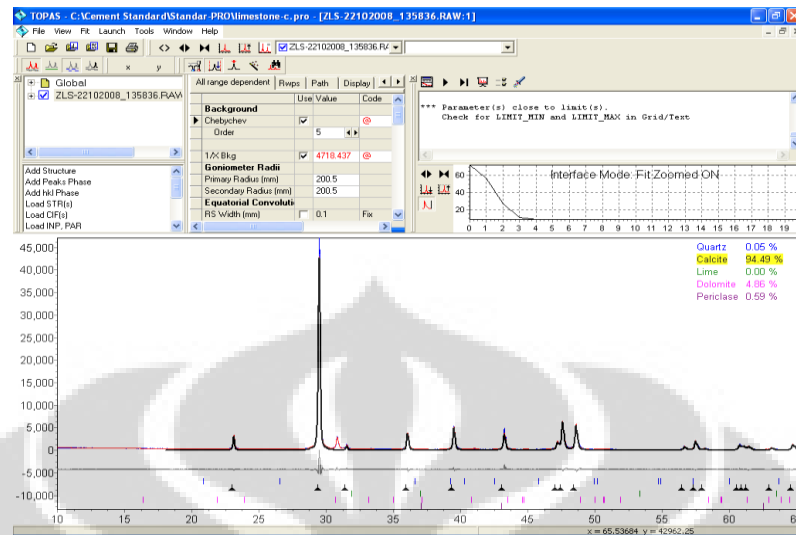 TOPAS - C:\Cement Standard\Standar-PRO\limestone-c.pro - [ZLS-22102008_135836.RAW:1]
File View Fit Launch Tools Window Help
ZLS-22102008_135836.R
x y
Global
ZLS-22102008_135836.RAW
Add Structure
Add Peaks Phase
Add hkl Phase
Load STR(s)
Load CIF(s)
Load INP, PAR
All range dependent Rwps Path Display
Use Value Code
Background
Chebychev @
Order 5
1/X Bkg 4718.437 @
Goniometer Radii
Primary Radius (mm) 200.5
Secondary Radius (mm) 200.5
Equatorial Convoluti
RS Width (mm) 0.1 Fix
*** Parameter(s) close to limit(s).
Check for LIMIT_MIN and LIMIT_MAX in Grid/Text
Interface Mode: Fit:Zoomed ON
60
40
20
0 1 2 3 4 5 6 7 8 9 10 11 12 13 14 15 16 17 18 19
Quartz 0.05 %
Calcite 94.49 %
Lime 0.00 %
Dolomite 4.86 %
Periclase 0.59 %
45,000
40,000
35,000
30,000
25,000
20,000
15,000
10,000
5,000
0
-5,000
-10,000
10 15 20 25 30 35 40 45 50 55 60 65
x = 65.53684 y = 42962.25